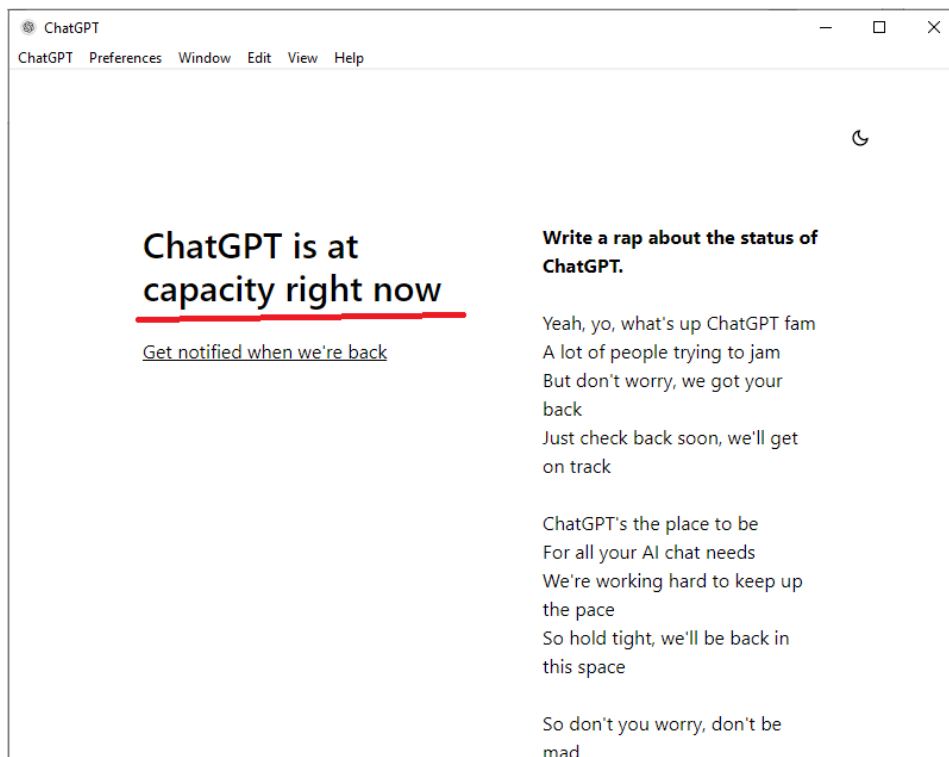 ChatGPT
ChatGPT Preferences Window Edit View Help
ChatGPT is at
capacity right now
Get notified when we're back
Write a rap about the status of
ChatGPT.
Yeah, yo, what's up ChatGPT fam
A lot of people trying to jam
But don't worry, we got your
back
Just check back soon, we'll get
on track
ChatGPT's the place to be
For all your AI chat needs
We're working hard to keep up
the pace
So hold tight, we'll be back in
this space
So don't you worry, don't be
mad